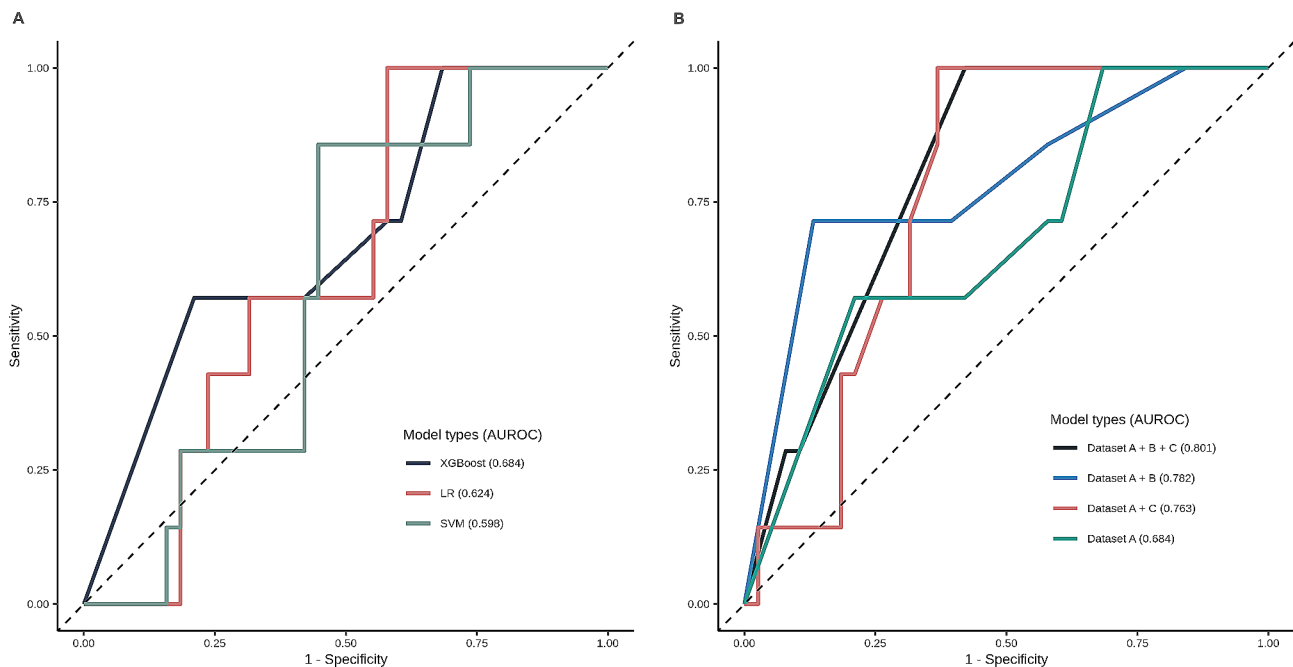 A
1.00
0.75
0.50
0.25
0.00
Sensitivity
0.00
0.25
0.50
0.75
1.00
1 - Specificity
Model types (AUROC)
XGBoost (0.684)
LR (0.624)
SVM (0.598)
B
1.00
0.75
0.50
0.25
0.00
Sensitivity
0.00
0.25
0.50
0.75
1.00
1 - Specificity
Model types (AUROC)
Dataset A + B + C (0.801)
Dataset A + B (0.782)
Dataset A + C (0.763)
Dataset A (0.684)